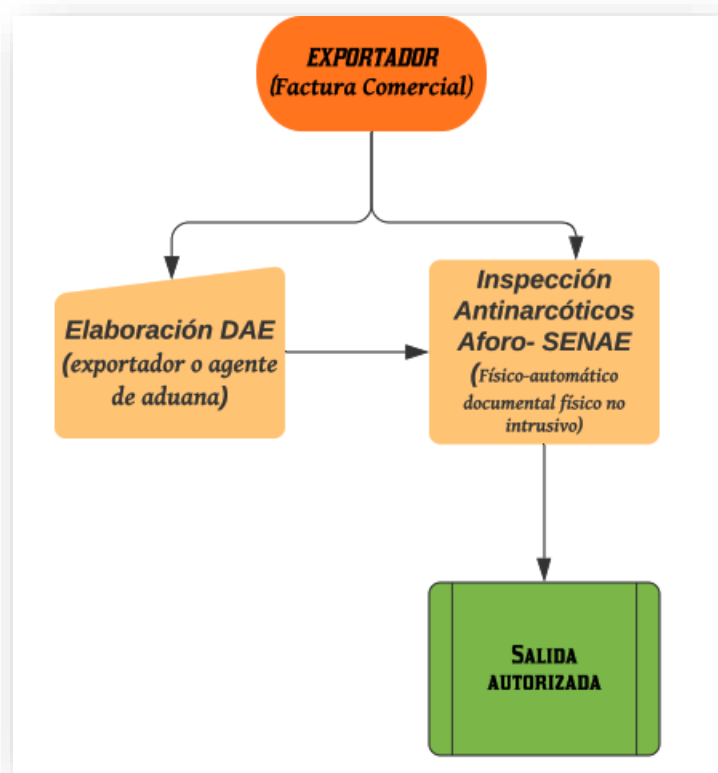 EXPORTADOR
(Factura Comercial)
Elaboración DAE
(exportador o agente
de aduana)
Inspección
Antinarcóticos
Aforo- SENAE
(Físico-automático
documental físico no
intrusivo)
SALIDA
AUTORIZADA